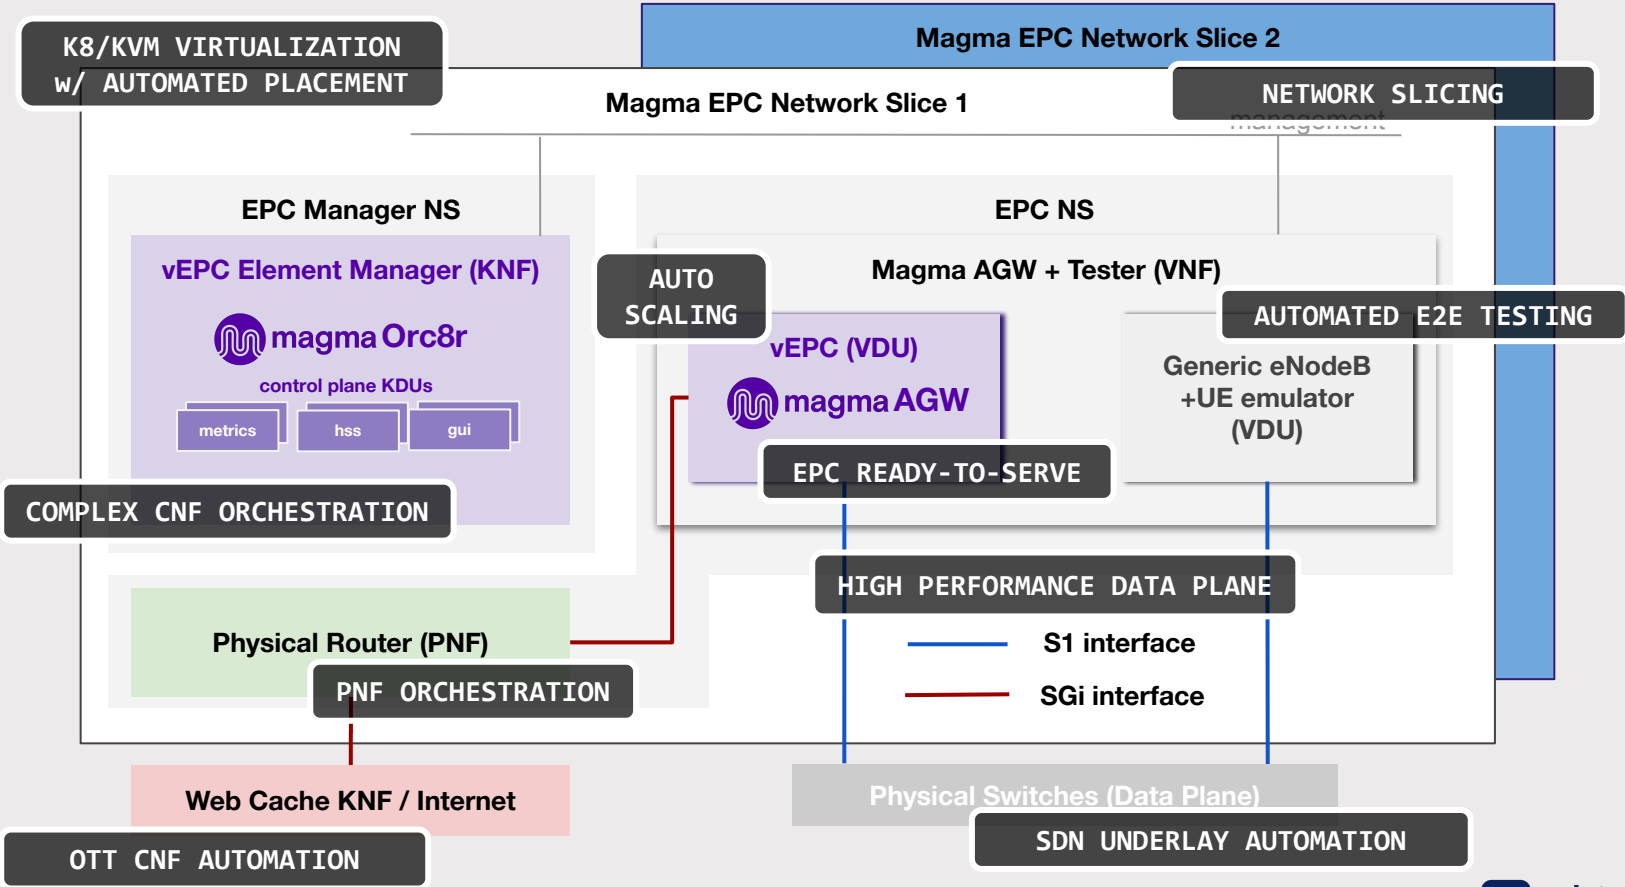 K8/KVM VIRTUALIZATION
w/ AUTOMATED PLACEMENT
Magma EPC Network Slice 2
Magma EPC Network Slice 1
NETWORK SLICING
management
EPC Manager NS
EPC NS
vEPC Element Manager (KNF)
magma Orc8r
control plane KDUs
metrics
hss
gui
AUTO
SCALING
Magma AGW + Tester (VNF)
AUTOMATED E2E TESTING
vEPC (VDU)
magma AGW
Generic eNodeB
+UE emulator
(VDU)
EPC READY-TO-SERVE
COMPLEX CNF ORCHESTRATION
HIGH PERFORMANCE DATA PLANE
Physical Router (PNF)
PNF ORCHESTRATION
S1 interface
SGi interface
Web Cache KNF / Internet
Physical Switches (Data Plane)
OTT CNF AUTOMATION
SDN UNDERLAY AUTOMATION